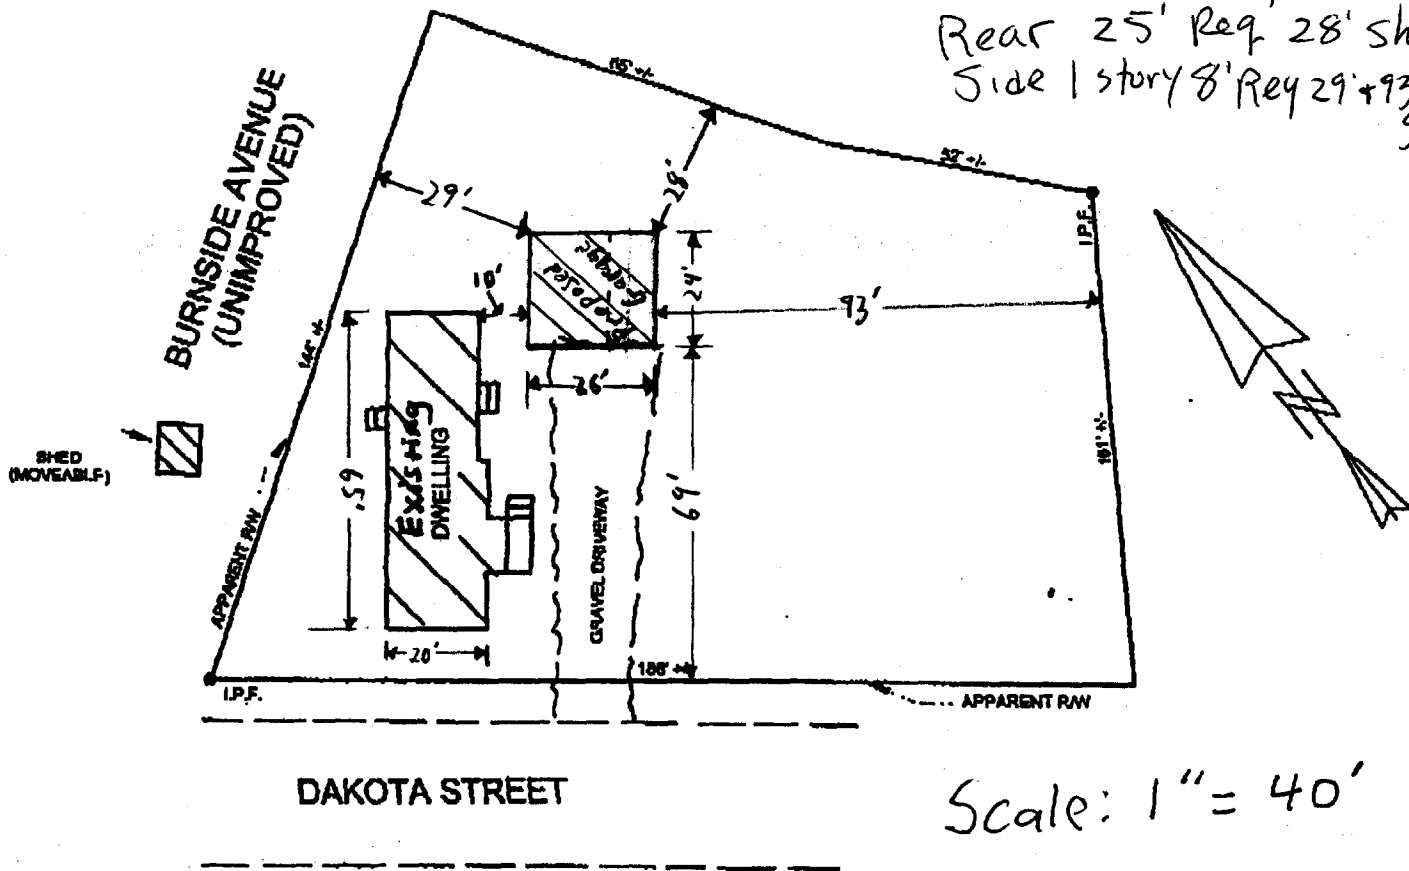 Rear 25' Req' 28' Sh
Side 1 story 8' Req 29'+93
BURNSIDE AVENUE
(UNIMPROVED)
52' +/-
I.P.F.
29'
28'
10'
Proposed
Garage
24'
93'
26'
SHED
(MOVEABLE)
65'
Existing
DWELLING
69'
161' +/-
APPARENT R/W
GRAVEL DRIVEWAY
20'
I.P.F.
APPARENT R/W
DAKOTA STREET
Scale: 1" = 40'